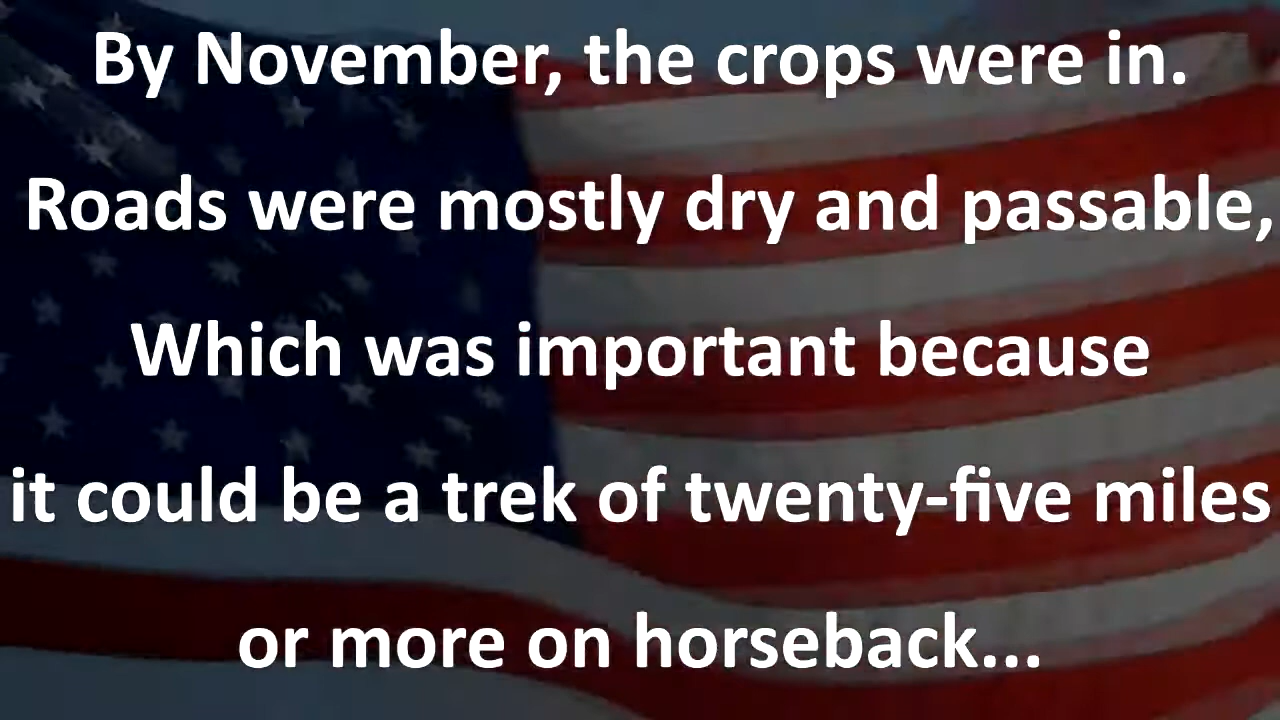 By November, the crops were in.
Roads were mostly dry and passable,
Which was important because
it could be a trek of twenty-five miles
or more on horseback...